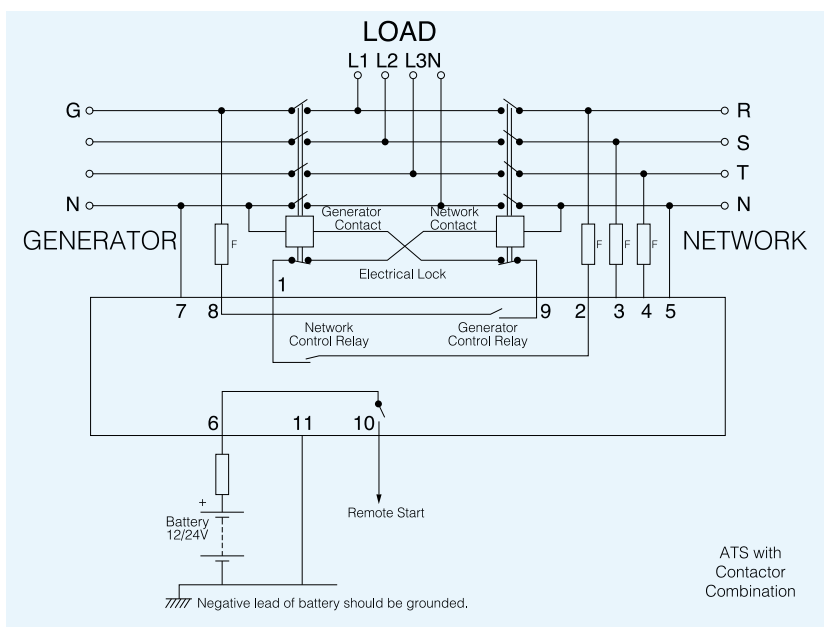 LOAD
L1 L2 L3N
G
R
S
T
N
N
Generator
Contact
Network
Contact
GENERATOR
F
F
F
F
NETWORK
Electrical Lock
1
7
8
9
2
3
4
5
Network
Control Relay
Generator
Control Relay
6
11
10
+
Battery
12/24V
Remote Start
ATS with
Contactor
Combination
Negative lead of battery should be grounded.